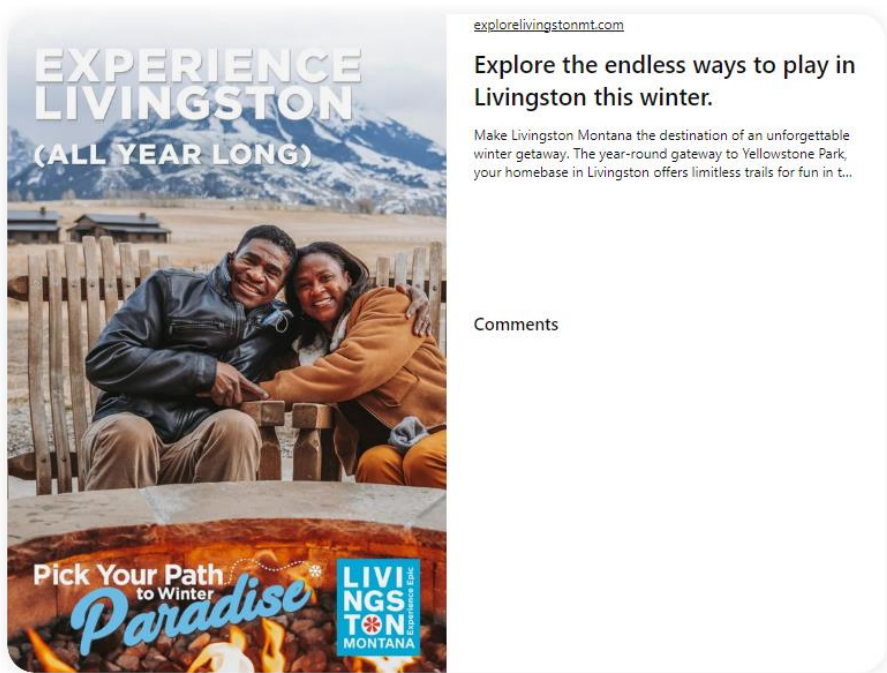 EXPERIENCE
LIVINGSTON
(ALL YEAR LONG)
Pick Your Path
to Winter
Paradise
LIVI
NGS
TON
MONTANA
Experience Epic
explorelivingstonmt.com
Explore the endless ways to play in
Livingston this winter.
Make Livingston Montana the destination of an unforgettable
winter getaway. The year-round gateway to Yellowstone Park,
your homebase in Livingston offers limitless trails for fun in t...
Comments